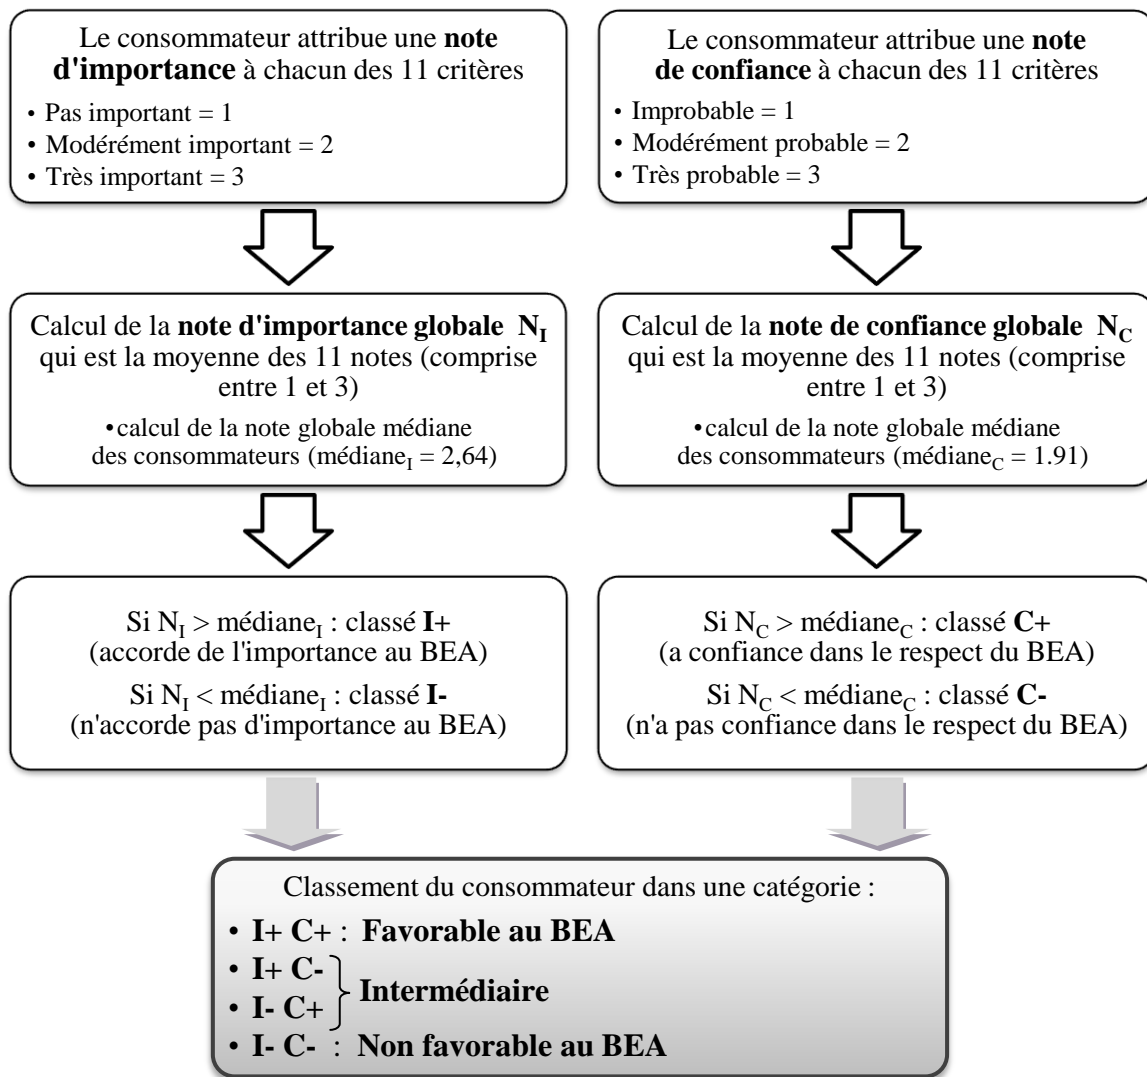 Le consommateur attribue une note
d'importance à chacun des 11 critères
• Pas important = 1
• Modérément important = 2
• Très important = 3
Le consommateur attribue une note
de confiance à chacun des 11 critères
• Improbable = 1
• Modérément probable = 2
• Très probable = 3
Calcul de la note d'importance globale N_I
qui est la moyenne des 11 notes (comprise
entre 1 et 3)
•calcul de la note globale médiane
des consommateurs (médiane_I = 2,64)
Calcul de la note de confiance globale N_C
qui est la moyenne des 11 notes (comprise
entre 1 et 3)
•calcul de la note globale médiane
des consommateurs (médiane_C = 1.91)
Si N_I > médiane_I : classé I+
(accorde de l'importance au BEA)
Si N_I < médiane_I : classé I-
(n'accorde pas d'importance au BEA)
Si N_C > médiane_C : classé C+
(a confiance dans le respect du BEA)
Si N_C < médiane_C : classé C-
(n'a pas confiance dans le respect du BEA)
Classement du consommateur dans une catégorie :
• I+ C+ : Favorable au BEA
• I+ C-
Intermédiaire
• I- C+
• I- C- : Non favorable au BEA